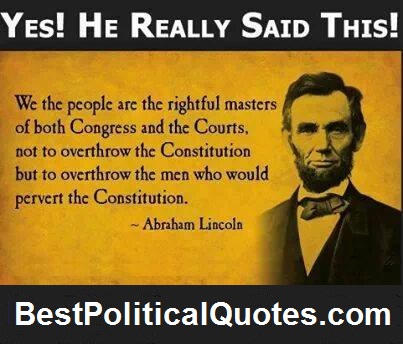 YES! HE REALLY SAID THIS!
We the people are the rightful masters
of both Congress and the Courts,
not to overthrow the Constitution
but to overthrow the men who would
pervert the Constitution.
~ Abraham Lincoln
BestPoliticalQuotes.com